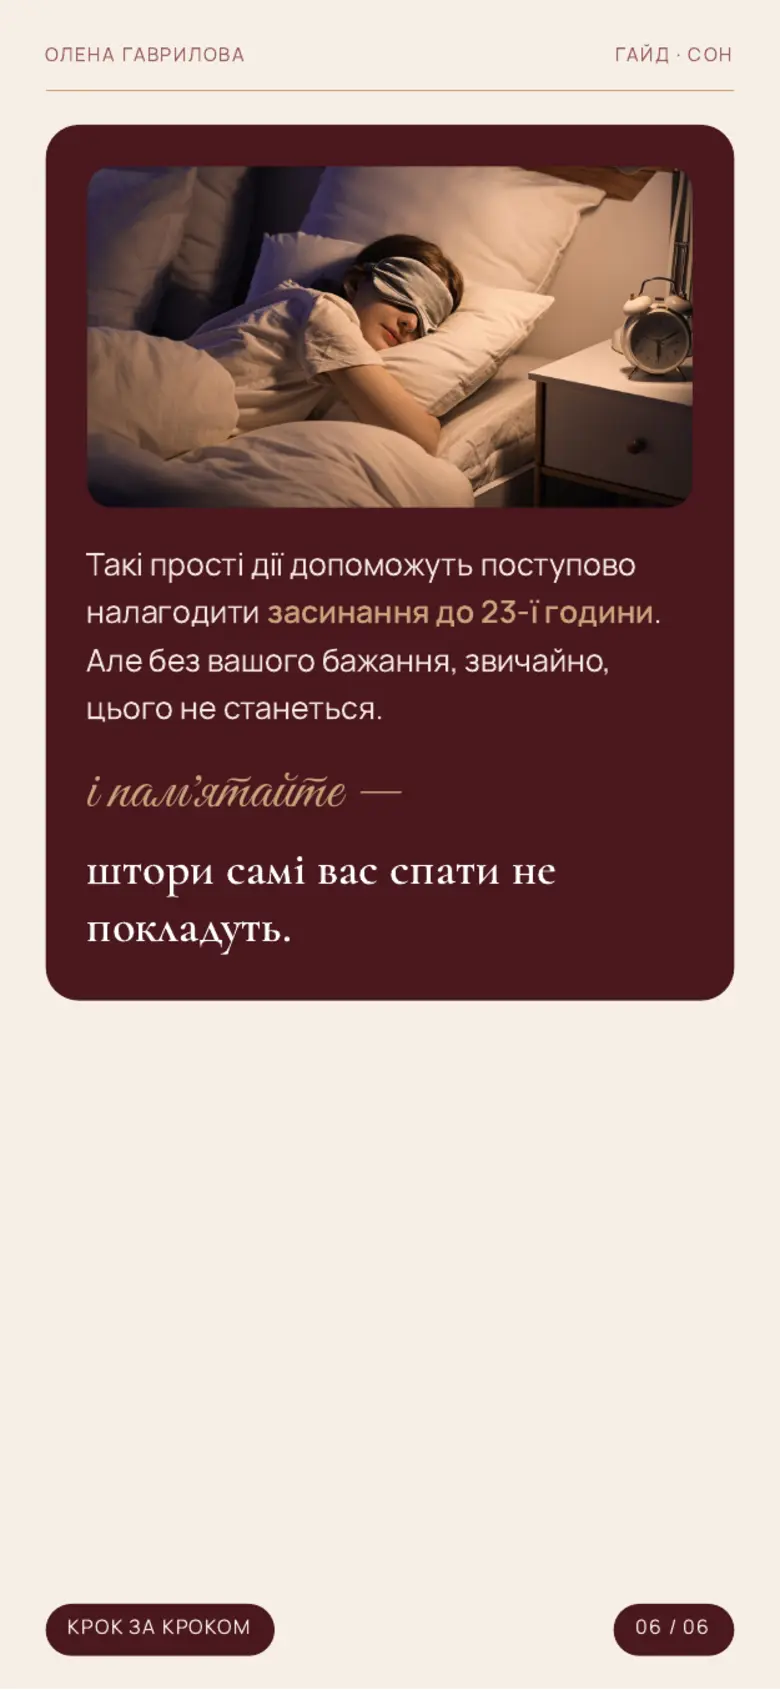 ОЛЕНА ГАВРИЛОВА
ГАЙД · СОН
Такі прості дії допоможуть поступово
налагодити засинання до 23-ї години.
Але без вашого бажання, звичайно,
цього не станеться.
і пам’ятайте —
штори самі вас спати не
покладуть.
КРОК ЗА КРОКОМ
06 / 06